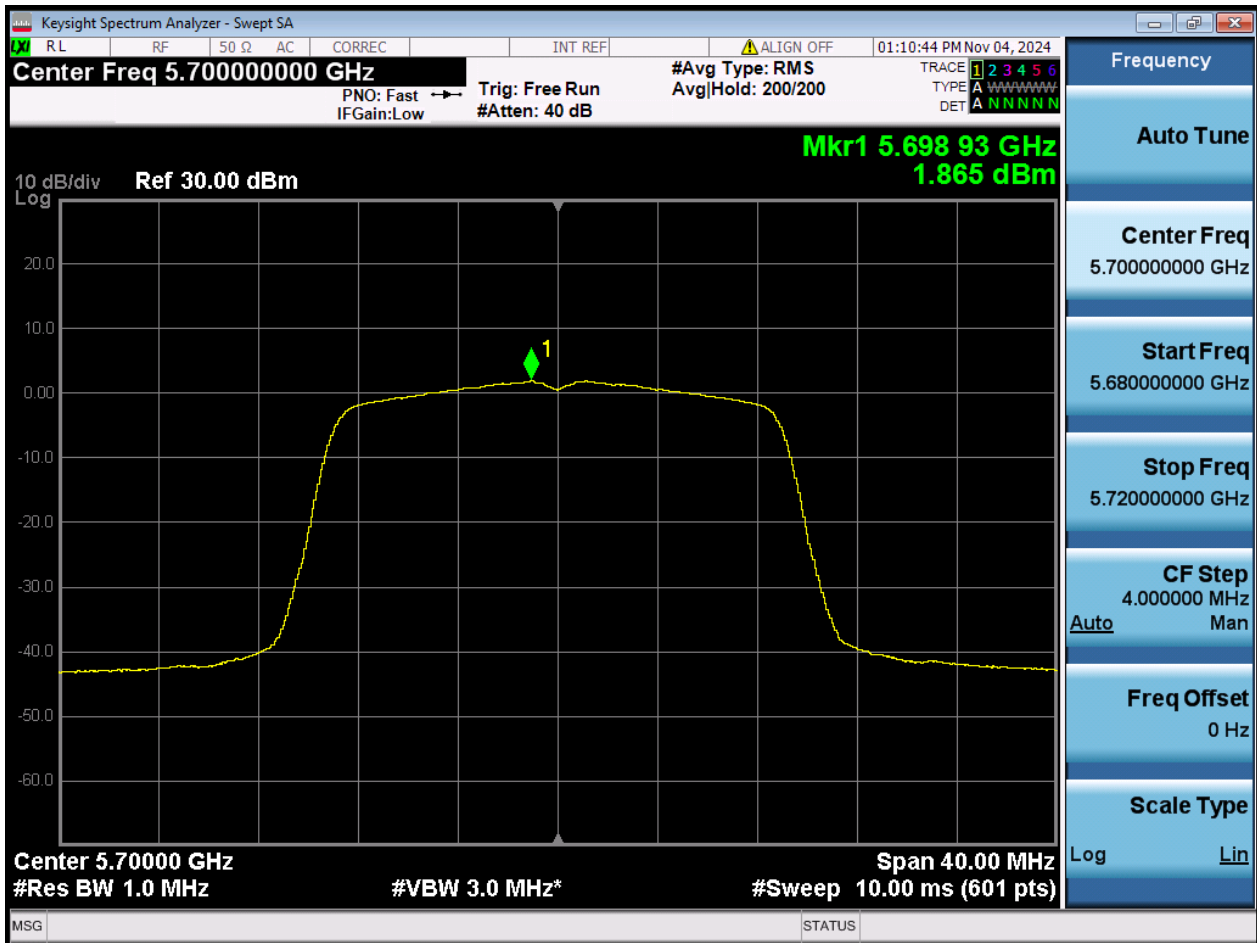 Keysight Spectrum Analyzer - Swept SA
LXI RL RF 50 Ω AC CORREC INT REF ALIGN OFF 01:10:44 PM Nov 04, 2024
Center Freq 5.700000000 GHz
PNO: Fast
IFGain:Low
Trig: Free Run
#Atten: 40 dB
#Avg Type: RMS
Avg|Hold: 200/200
TRACE 1 2 3 4 5 6
TYPE A WWWWW
DET A N N N N N
Mkr1 5.698 93 GHz
1.865 dBm
10 dB/div Ref 30.00 dBm
Log
20.0
10.0
1
0.00
-10.0
-20.0
-30.0
-40.0
-50.0
-60.0
Center 5.70000 GHz Span 40.00 MHz
#Res BW 1.0 MHz #VBW 3.0 MHz* #Sweep 10.00 ms (601 pts)
MSG STATUS
Frequency
Auto Tune
Center Freq
5.700000000 GHz
Start Freq
5.680000000 GHz
Stop Freq
5.720000000 GHz
CF Step
4.000000 MHz
Auto Man
Freq Offset
0 Hz
Scale Type
Log Lin